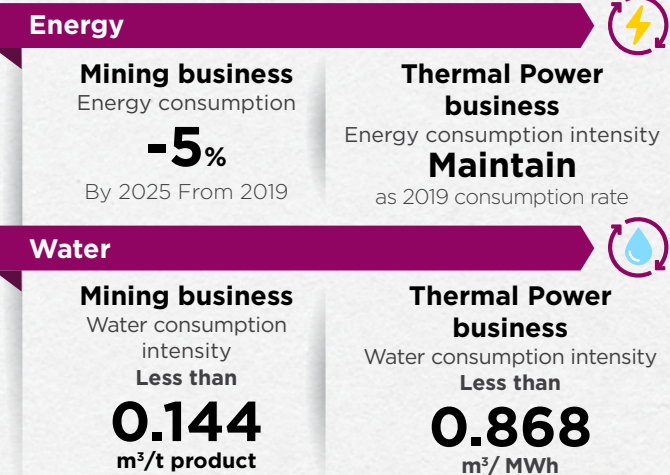 Energy
Mining business
Energy consumption
-5%
By 2025 From 2019
Thermal Power
business
Energy consumption intensity
Maintain
as 2019 consumption rate
Water
Mining business
Water consumption
intensity
Less than
0.144
m³/t product
Thermal Power
business
Water consumption intensity
Less than
0.868
m³/ MWh